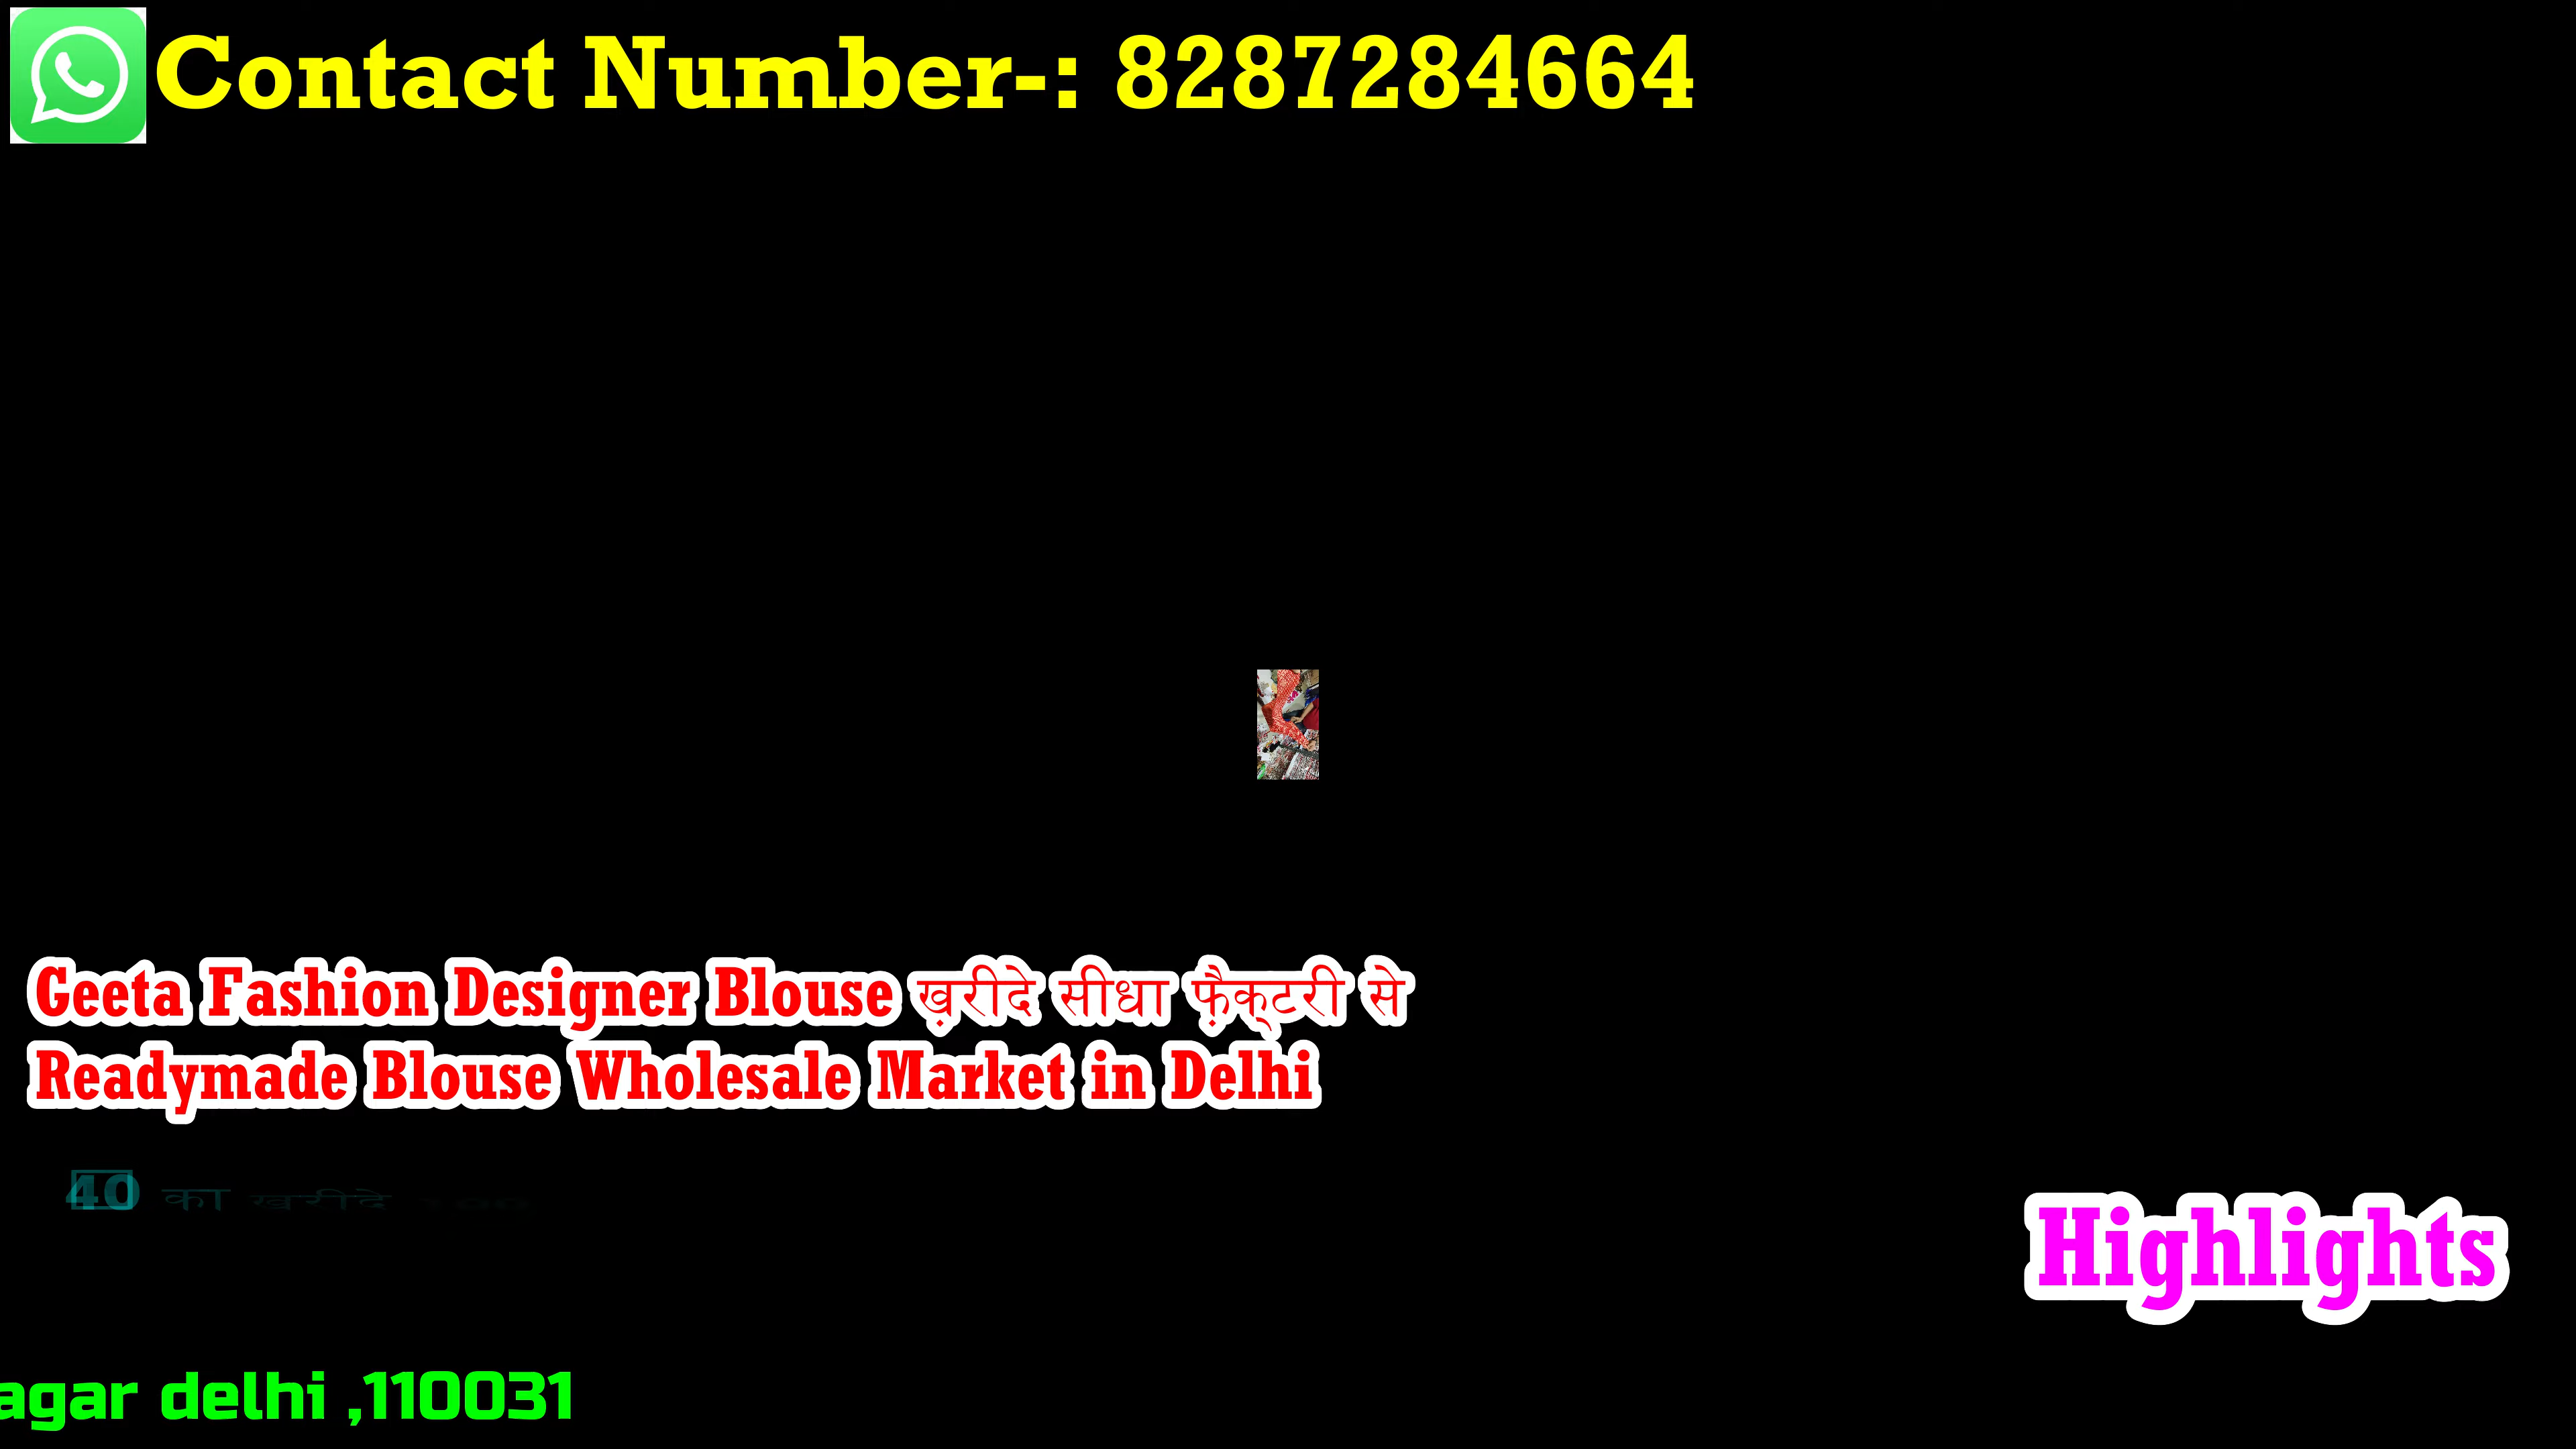 Contact Number-: 8287284664
Geeta Fashion Designer Blouse ख़रीदे सीधा फ़ैक्टरी से
Readymade Blouse Wholesale Market in Delhi
40 का खरीदे
Highlights
agar delhi ,110031